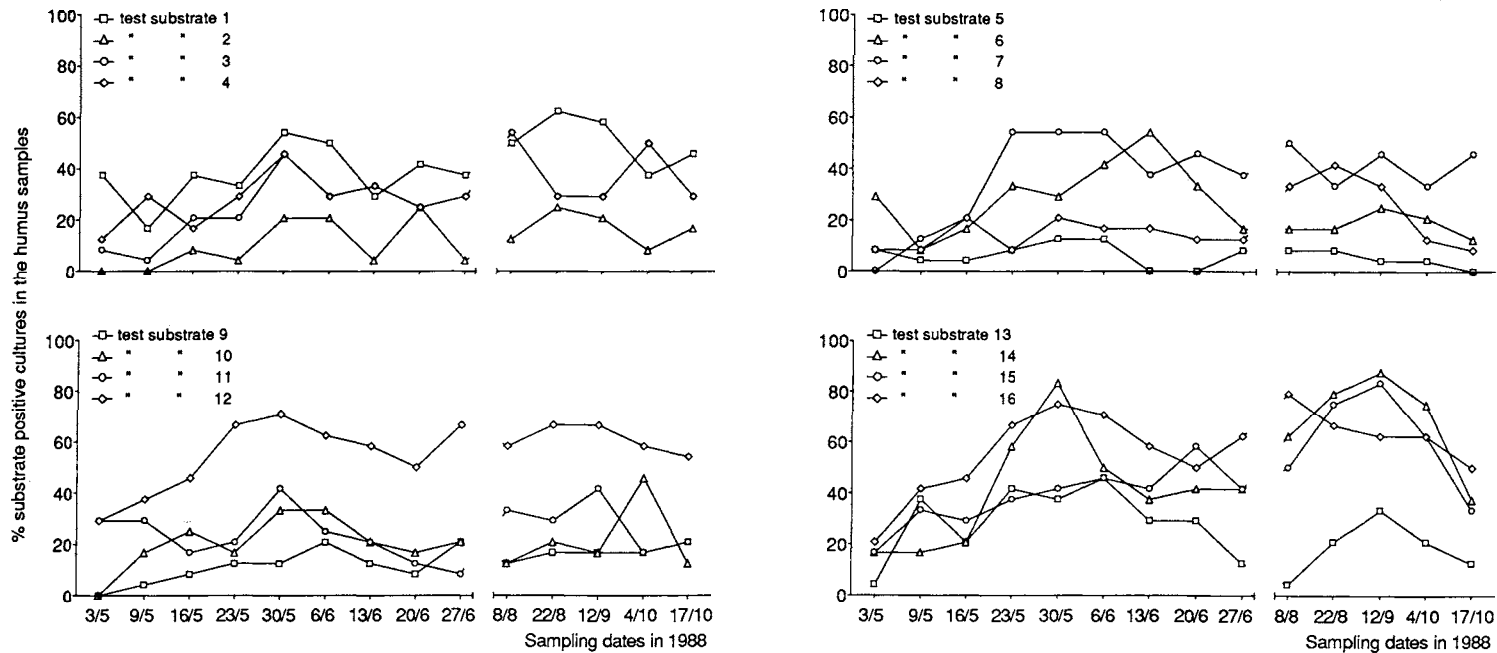 % substrate positive cultures in the humus samples
100
80
60
40
20
0
test substrate 1
" " 2
" " 3
" " 4
100
80
60
40
20
0
test substrate 5
" " 6
" " 7
" " 8
100
80
60
40
20
0
test substrate 9
" " 10
" " 11
" " 12
3/5 9/5 16/5 23/5 30/5 6/6 13/6 20/6 27/6 8/8 22/8 12/9 4/10 17/10
Sampling dates in 1988
100
80
60
40
20
0
test substrate 13
" " 14
" " 15
" " 16
3/5 9/5 16/5 23/5 30/5 6/6 13/6 20/6 27/6 8/8 22/8 12/9 4/10 17/10
Sampling dates in 1988